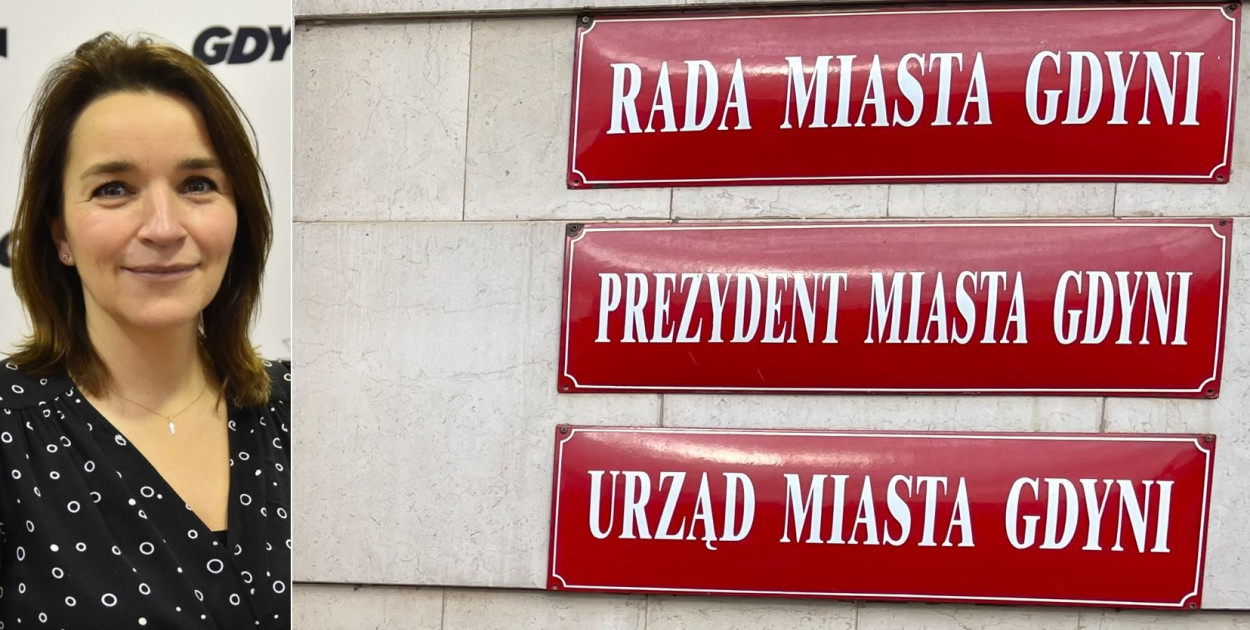 GDY
RADA MIASTA GDYNI
PREZYDENT MIASTA GDYNI
URZĄD MIASTA GDYNI